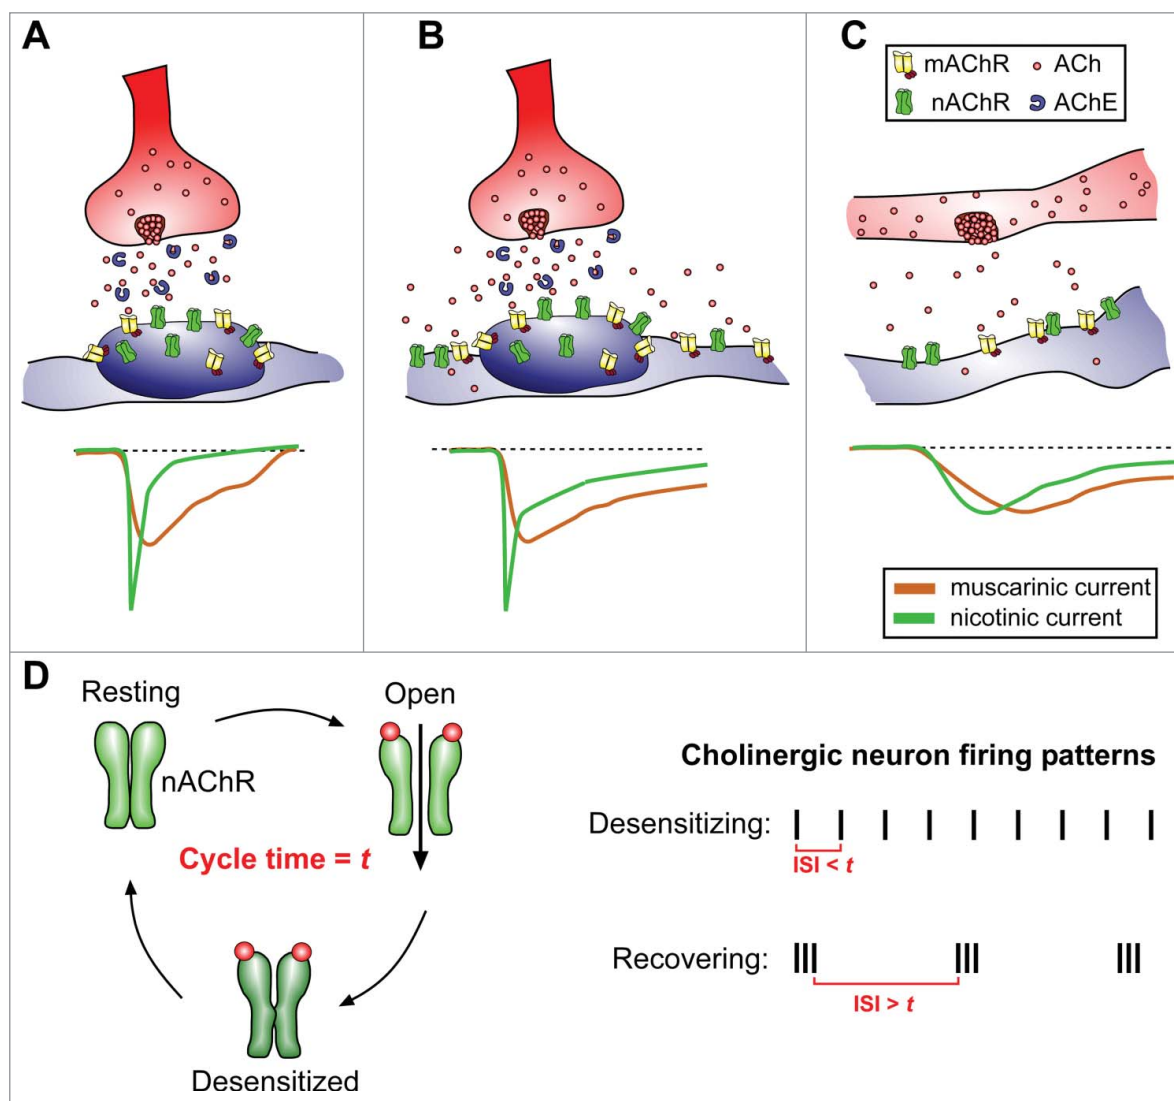 A
B
C
mAChR
ACh
nAChR
AChE
muscarinic current
nicotinic current
D
Resting
Open
nAChR
Cycle time = t
Desensitized
Cholinergic neuron firing patterns
Desensitizing:
ISI < t
Recovering:
ISI > t